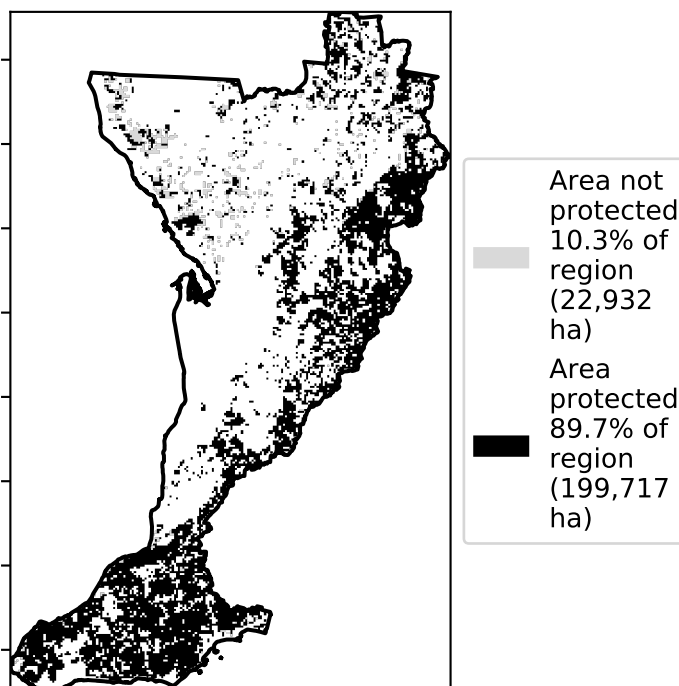 Area not
protected
10.3% of
region
(22,932
ha)
Area
protected
89.7% of
region
(199,717
ha)